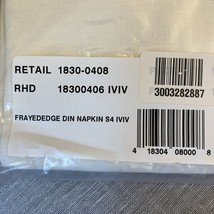 RETAIL 1830-0408
RHD 18300406 IVIV
3003282887
FRAYEDEDGE DIN NAPKIN S4 IVIV
4 18304 08000 8